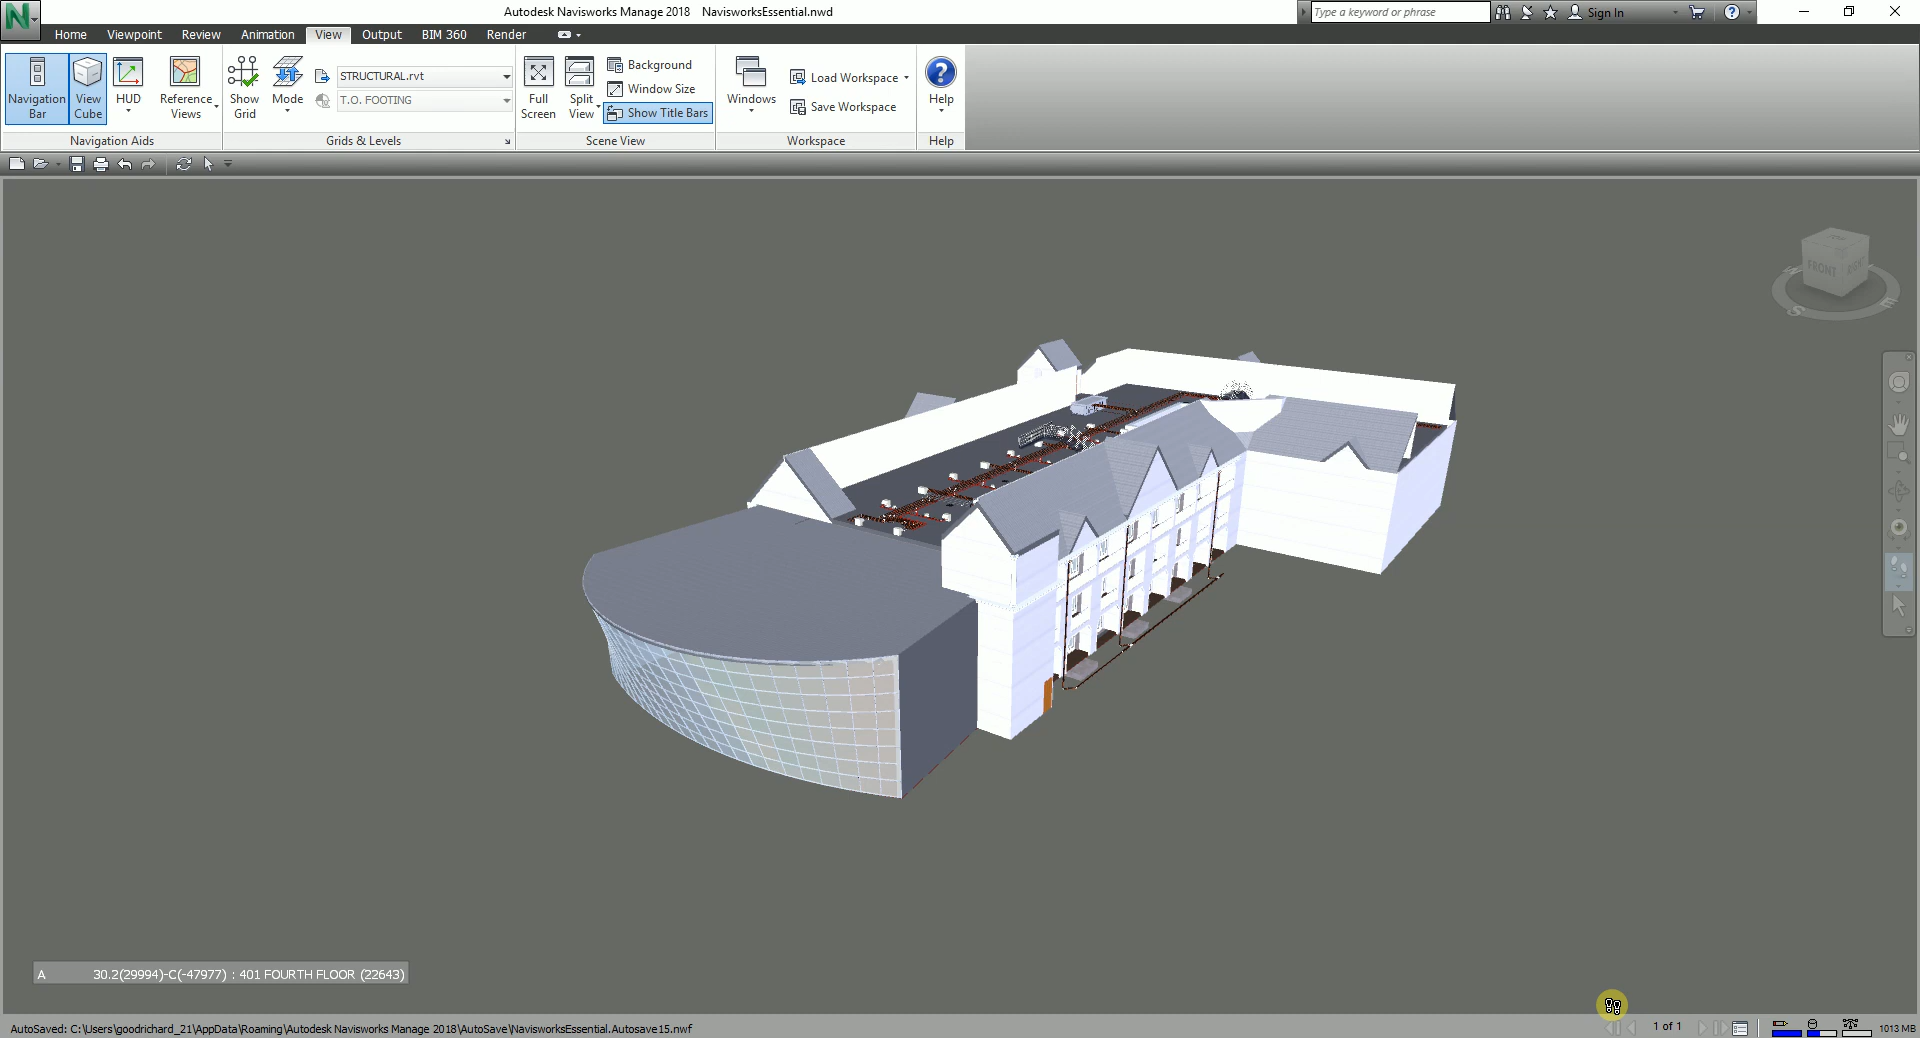 Autodesk Navisworks Manage 2018 NavisworksEssential.nwd
Type a keyword or phrase
Sign In
Home Viewpoint Review Animation View Output BIM 360 Render
Navigation Bar
View Cube
HUD
Reference Views
Navigation Aids
Show Grid
Mode
STRUCTURAL.rvt
T.O. FOOTING
Grids & Levels
Full Screen
Split View
Background
Window Size
Show Title Bars
Scene View
Windows
Load Workspace
Save Workspace
Workspace
Help
Help
FRONT RIGHT
S E
A 30.2(29994)-C(-47977) : 401 FOURTH FLOOR (22643)
AutoSaved: C:\Users\goodrichard_21\AppData\Roaming\Autodesk Navisworks Manage 2018\AutoSave\NavisworksEssential.Autosave15.nwf
1 of 1
1013 MB